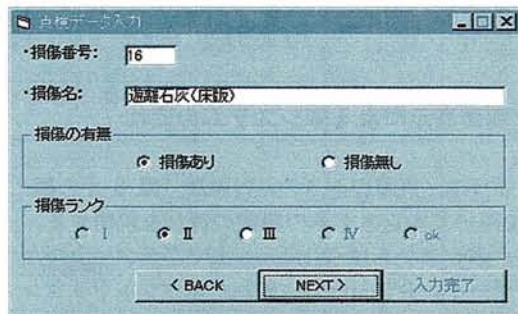 点検データ入力
・損傷番号: 16
・損傷名: 遊離石灰(床版)
損傷の有無
損傷あり 損傷無し
損傷ランク
I II III IV ok
< BACK NEXT > 入力完了